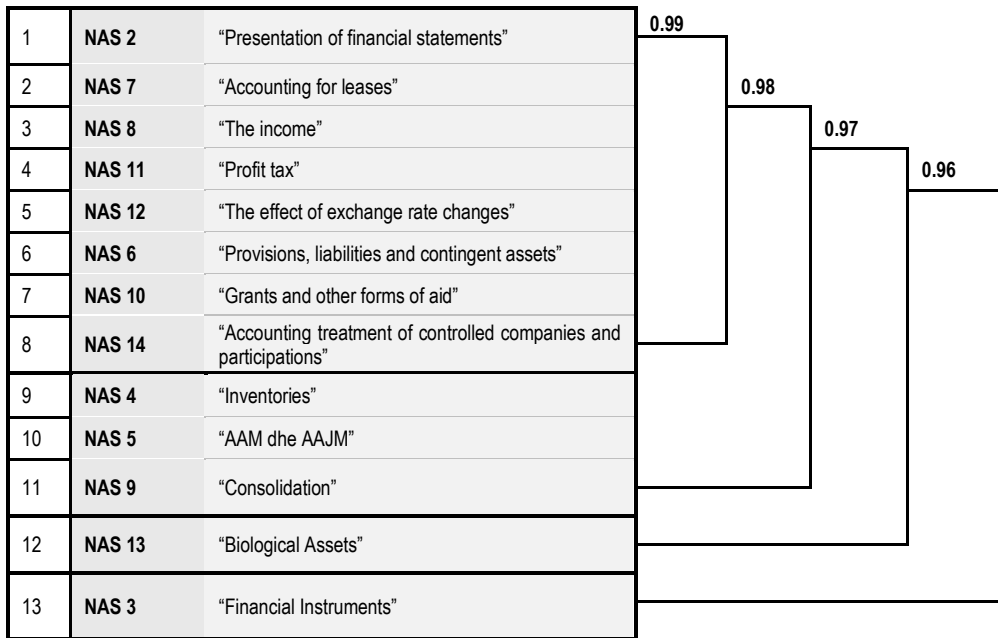 1 NAS 2 “Presentation of financial statements” 0.99
2 NAS 7 “Accounting for leases” 0.98
3 NAS 8 “The income” 0.97
4 NAS 11 “Profit tax” 0.96
5 NAS 12 “The effect of exchange rate changes”
6 NAS 6 “Provisions, liabilities and contingent assets”
7 NAS 10 “Grants and other forms of aid”
8 NAS 14 “Accounting treatment of controlled companies and
participations”
9 NAS 4 “Inventories”
10 NAS 5 “AAM dhe AAJM”
11 NAS 9 “Consolidation”
12 NAS 13 “Biological Assets”
13 NAS 3 “Financial Instruments”